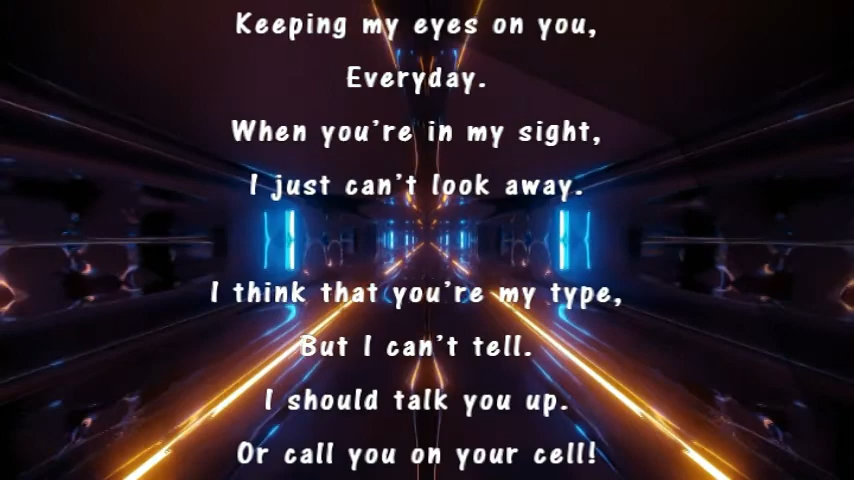 Keeping my eyes on you,
Everyday.
When you're in my sight,
I just can't look away.
I think that you're my type,
But I can't tell.
I should talk you up.
Or call you on your cell!